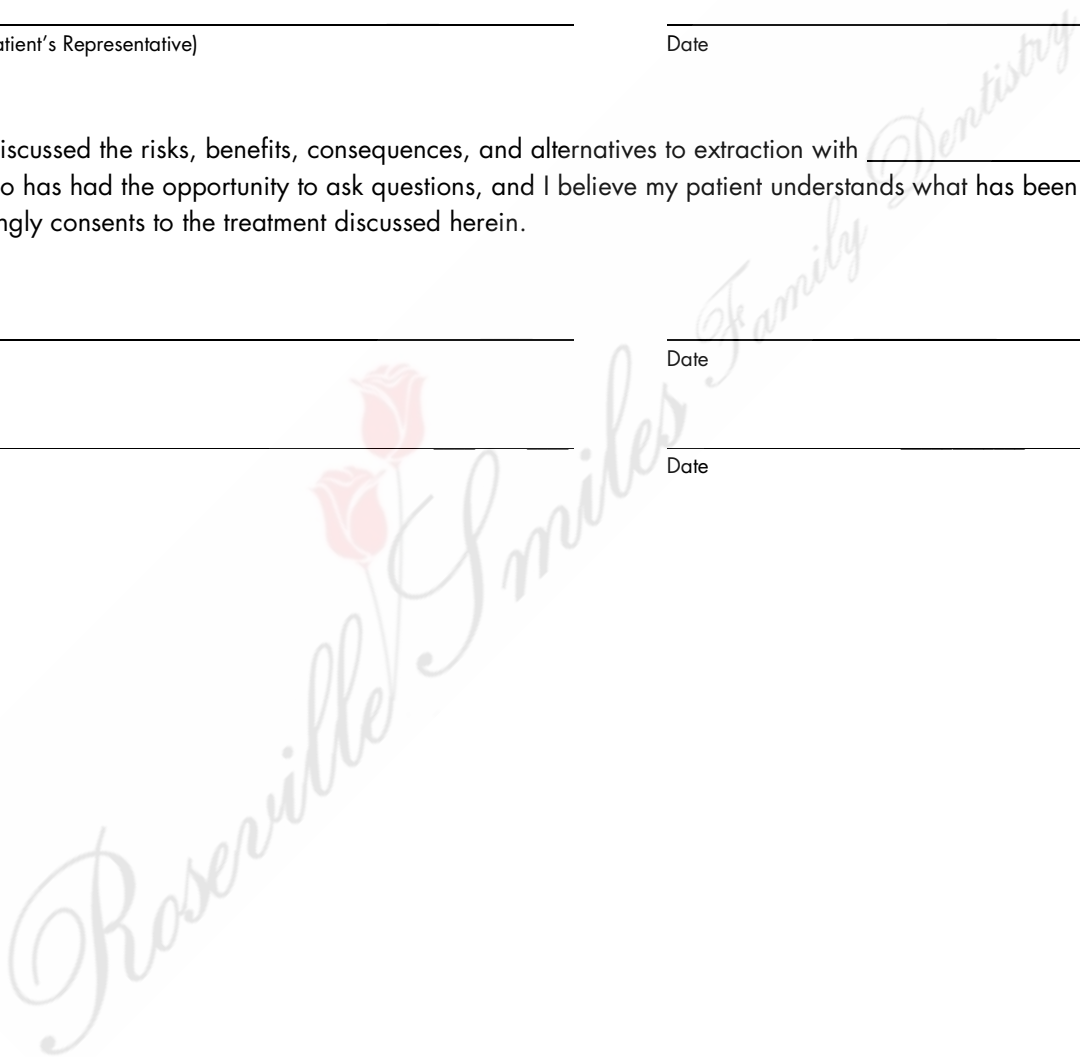 atient’s Representative)
Date
iscussed the risks, benefits, consequences, and alternatives to extraction with
o has had the opportunity to ask questions, and I believe my patient understands what has been
ngly consents to the treatment discussed herein.
Date
Date
Roseville Smiles Family Dentistry